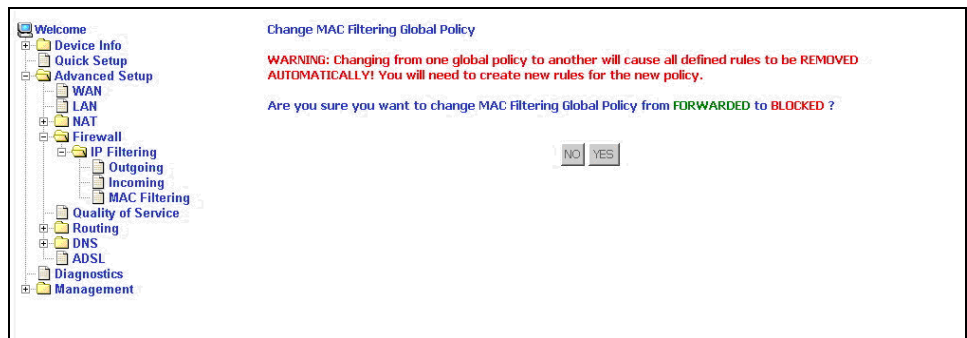 Welcome
Device Info
Quick Setup
Advanced Setup
WAN
LAN
NAT
Firewall
IP Filtering
Outgoing
Incoming
MAC Filtering
Quality of Service
Routing
DNS
ADSL
Diagnostics
Management
Change MAC Filtering Global Policy
WARNING: Changing from one global policy to another will cause all defined rules to be REMOVED
AUTOMATICALLY! You will need to create new rules for the new policy.
Are you sure you want to change MAC Filtering Global Policy from FORWARDED to BLOCKED ?
NO YES